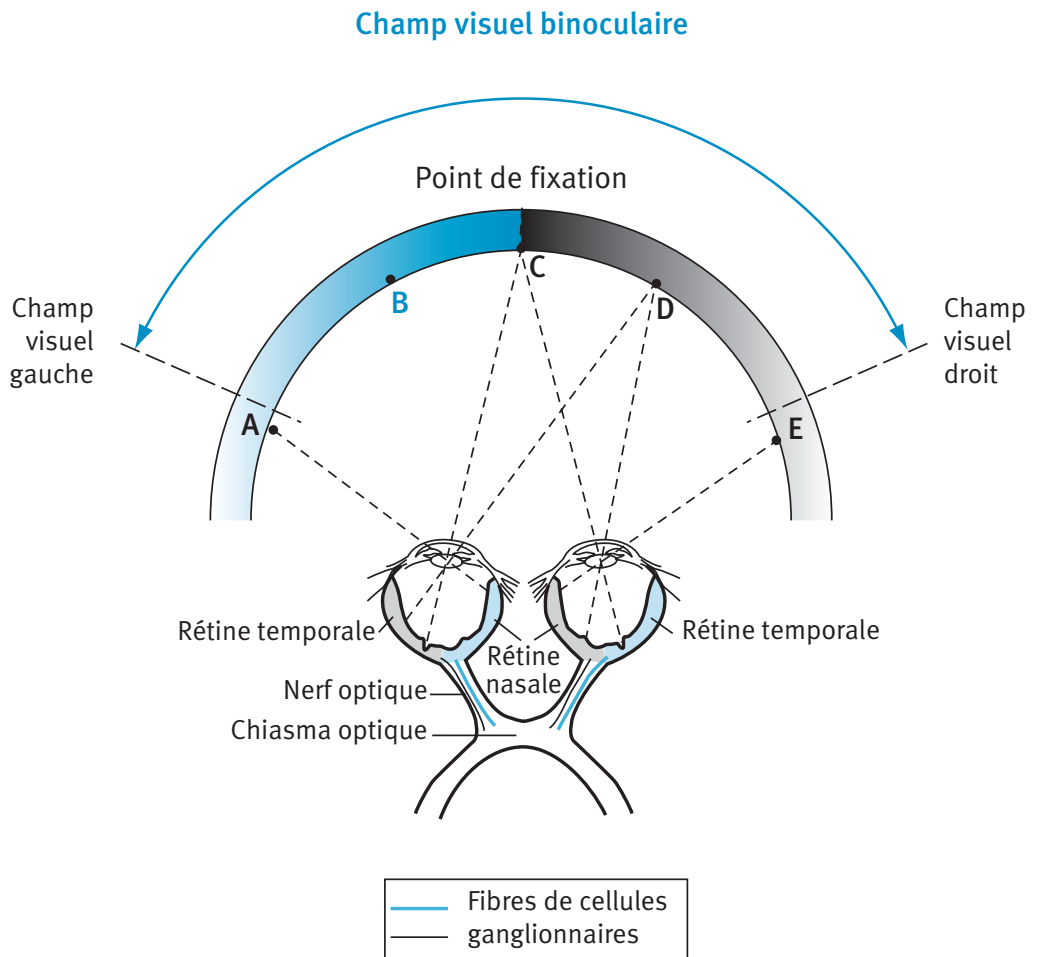 Champ visuel binoculaire
Point de fixation
C
B
D
Champ
visuel
gauche
Champ
visuel
droit
A
E
Rétine temporale
Rétine
nasale
Rétine temporale
Nerf optique
Chiasma optique
Fibres de cellules
ganglionnaires